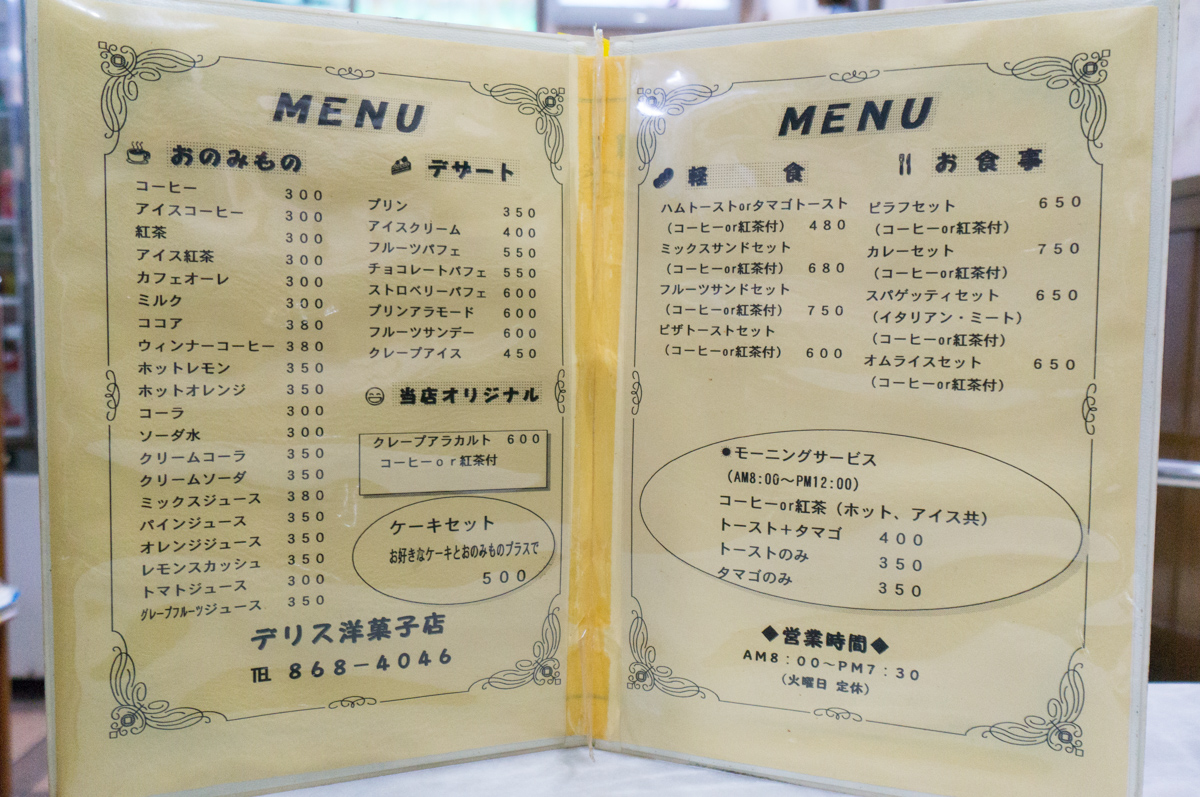 MENU
おのみもの
コーヒー 300
アイスコーヒー 300
紅茶 300
アイス紅茶 300
カフェオーレ 300
ミルク 300
ココア 380
ウィンナーコーヒー 380
ホットレモン 350
ホットオレンジ 350
コーラ 300
ソーダ水 300
クリームコーラ 350
クリームソーダ 350
ミックスジュース 380
パインジュース 350
オレンジジュース 350
レモンスカッシュ 350
トマトジュース 300
グレープフルーツジュース 350
デザート
プリン 350
アイスクリーム 400
フルーツパフェ 550
チョコレートパフェ 550
ストロベリーパフェ 600
プリンアラモード 600
フルーツサンデー 600
クレープアイス 450
当店オリジナル
クレープアラカルト 600
コーヒーor紅茶付
ケーキセット
お好きなケーキとおのみものプラスで
500
デリス洋菓子店
℡ 868-4046
MENU
軽 食
ハムトーストorタマゴトースト
(コーヒーor紅茶付) 480
ミックスサンドセット
(コーヒーor紅茶付) 680
フルーツサンドセット
(コーヒーor紅茶付) 750
ピザトーストセット
(コーヒーor紅茶付) 600
お食事
ピラフセット 650
(コーヒーor紅茶付)
カレーセット 750
(コーヒーor紅茶付)
スパゲッティセット 650
(イタリアン・ミート)
(コーヒーor紅茶付)
オムライスセット 650
(コーヒーor紅茶付)
●モーニングサービス
(AM8:00～PM12:00)
コーヒーor紅茶(ホット、アイス共)
トースト+タマゴ 400
トーストのみ 350
タマゴのみ 350
◆営業時間◆
AM8:00～PM7:30
(火曜日 定休)